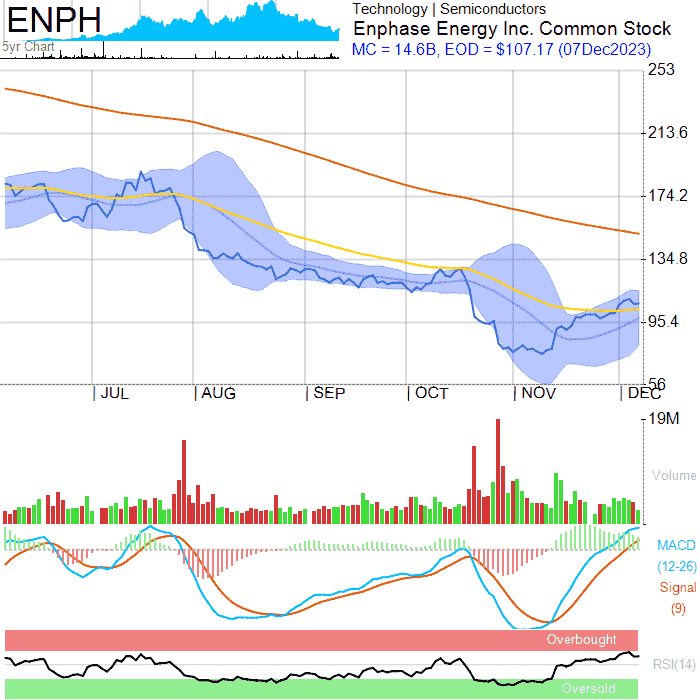 ENPH
5yr Chart
Technology | Semiconductors
Enphase Energy Inc. Common Stock
MC = 14.6B, EOD = $107.17 (07Dec2023)
253
213.6
174.2
134.8
95.4
56
JUL AUG SEP OCT NOV DEC
19M
Volume
MACD
(12-26)
Signal
(9)
Overbought
RSI(14)
Oversold